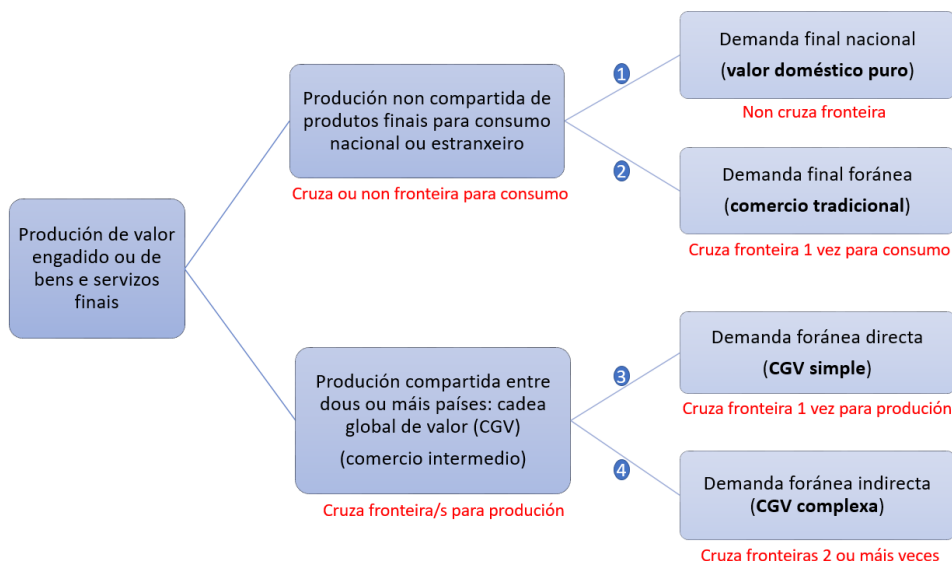 Produción de valor
engadido ou de
bens e servizos
finais
Produción non compartida de
produtos finais para consumo
nacional ou estranxeiro
Cruza ou non fronteira para consumo
1
Demanda final nacional
(valor doméstico puro)
Non cruza fronteira
2
Demanda final foránea
(comercio tradicional)
Cruza fronteira 1 vez para consumo
Produción compartida entre
dous ou máis países: cadea
global de valor (CGV)
(comercio intermedio)
Cruza fronteira/s para produción
3
Demanda foránea directa
(CGV simple)
Cruza fronteira 1 vez para produción
4
Demanda foránea indirecta
(CGV complexa)
Cruza fronteiras 2 ou máis veces